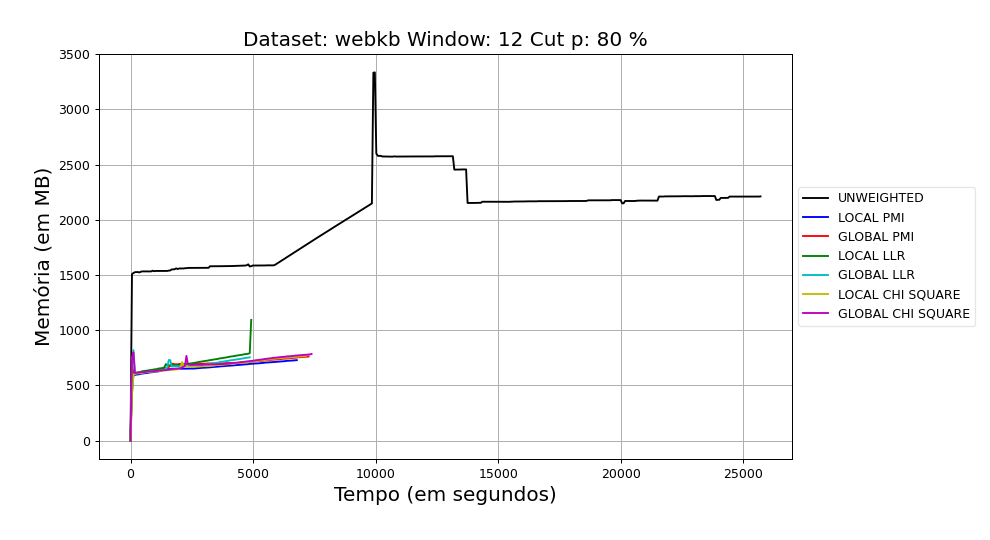 Dataset: webkb Window: 12 Cut p: 80 %
3500
3000
2500
2000
1500
1000
500
0
Memória (em MB)
0 5000 10000 15000 20000 25000
Tempo (em segundos)
UNWEIGHTED
LOCAL PMI
GLOBAL PMI
LOCAL LLR
GLOBAL LLR
LOCAL CHI SQUARE
GLOBAL CHI SQUARE